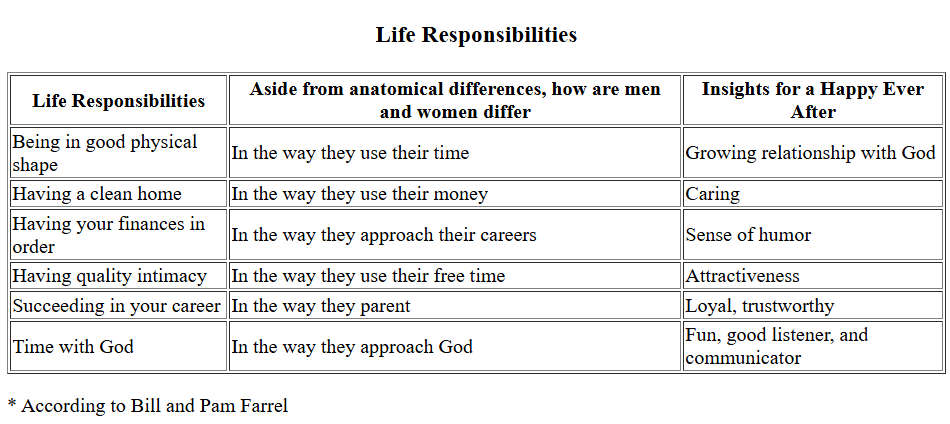 Life Responsibilities
Life Responsibilities
Aside from anatomical differences, how are men
and women differ
Insights for a Happy Ever
After
Being in good physical
shape
In the way they use their time
Growing relationship with God
Having a clean home
In the way they use their money
Caring
Having your finances in
order
In the way they approach their careers
Sense of humor
Having quality intimacy
In the way they use their free time
Attractiveness
Succeeding in your career
In the way they parent
Loyal, trustworthy
Time with God
In the way they approach God
Fun, good listener, and
communicator
* According to Bill and Pam Farrel